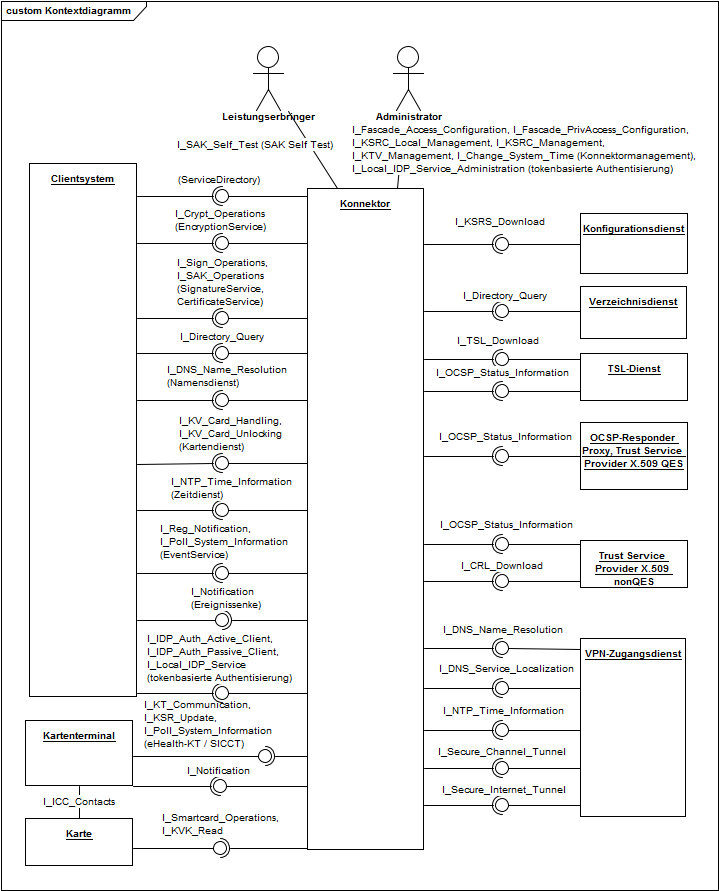 custom Kontextdiagramm
Leistungserbringer
Administrator
I_SAK_Self_Test (SAK Self Test)
I_Fascade_Access_Configuration, I_Fascade_PrivAccess_Configuration,
I_KSRC_Local_Management, I_KSRC_Management,
I_KTV_Management, I_Change_System_Time (Konnektormanagement),
I_Local_IDP_Service_Administration (tokenbasierte Authentisierung)
Clientsystem
Konnektor
(ServiceDirectory)
I_Crypt_Operations
(EncryptionService)
I_Sign_Operations,
I_SAK_Operations
(SignatureService,
CertificateService)
I_Directory_Query
I_DNS_Name_Resolution
(Namensdienst)
I_KV_Card_Handling,
I_KV_Card_Unlocking
(Kartendienst)
I_NTP_Time_Information
(Zeitdienst)
I_Reg_Notification,
I_Poll_System_Information
(EventService)
I_Notification
(Ereignissenke)
I_IDP_Auth_Active_Client,
I_IDP_Auth_Passive_Client,
I_Local_IDP_Service
(tokenbasierte Authentisierung)
I_KT_Communication,
I_KSR_Update,
I_Poll_System_Information
(eHealth-KT / SICCT)
Kartenterminal
I_Notification
I_ICC_Contacts
Karte
I_Smartcard_Operations,
I_KVK_Read
I_KSRS_Download
Konfigurationsdienst
I_Directory_Query
Verzeichnisdienst
I_TSL_Download
I_OCSP_Status_Information
TSL-Dienst
I_OCSP_Status_Information
OCSP-Responder
Proxy, Trust Service
Provider X.509 QES
I_OCSP_Status_Information
I_CRL_Download
Trust Service
Provider X.509
nonQES
I_DNS_Name_Resolution
VPN-Zugangsdienst
I_DNS_Service_Localization
I_NTP_Time_Information
I_Secure_Channel_Tunnel
I_Secure_Internet_Tunnel